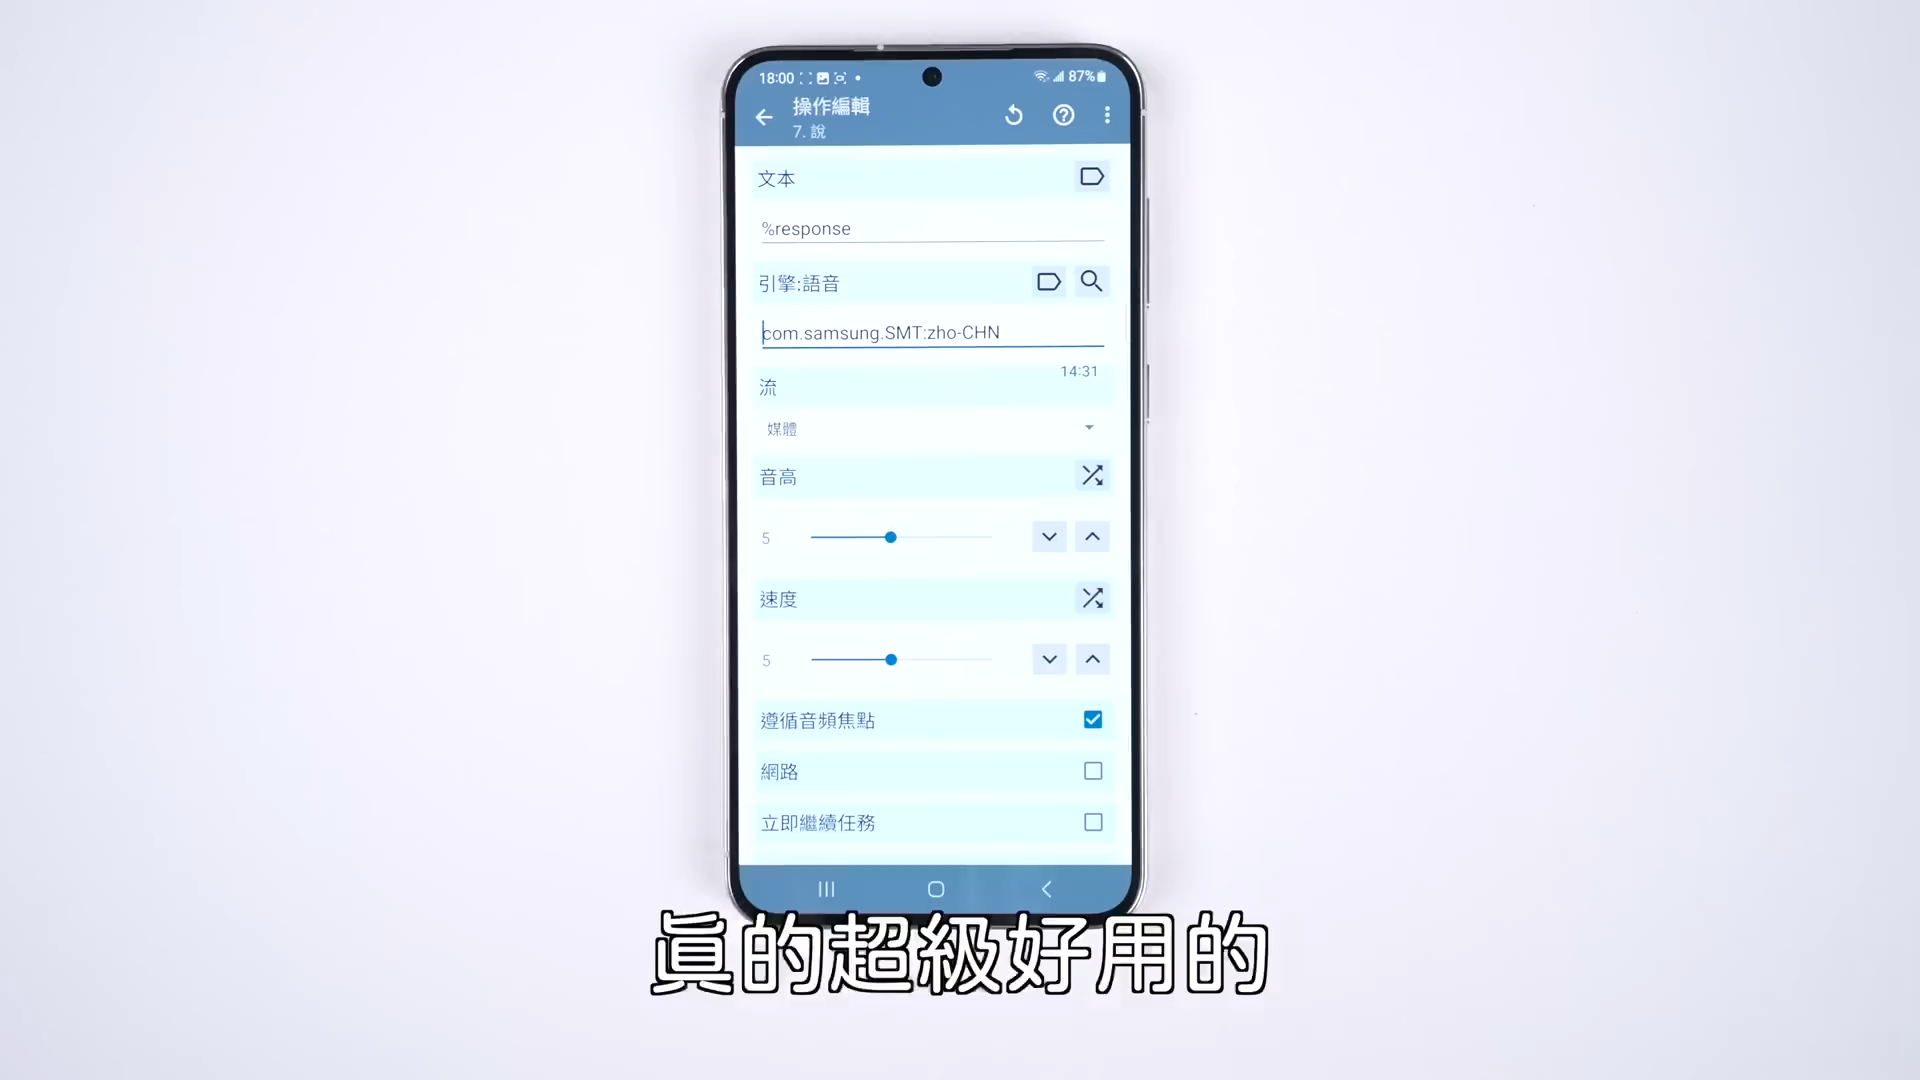 18:00
87%
操作編輯
7. 說
文本
%response
引擎:語音
com.samsung.SMT:zho-CHN
14:31
流
媒體
音高
5
速度
5
遵循音頻焦點
網路
立即繼續任務
真的超級好用的